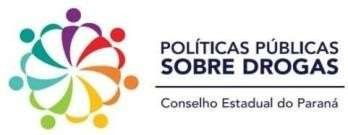 POLÍTICAS PÚBLICAS
SOBRE DROGAS
Conselho Estadual do Paraná